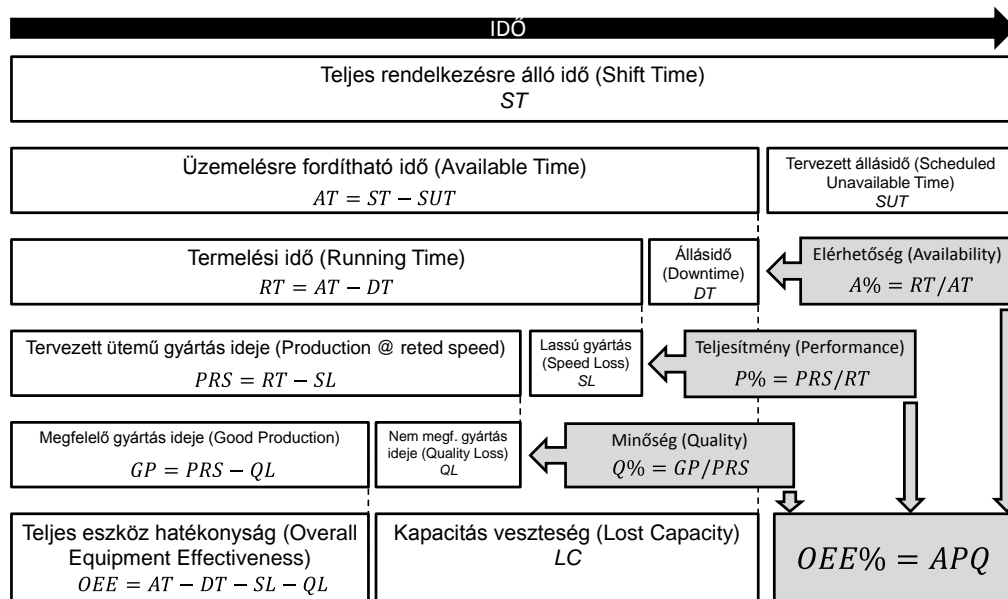 IDŐ
Teljes rendelkezésre álló idő (Shift Time)
ST
Üzemelésre fordítható idő (Available Time)
AT = ST − SUT
Tervezett állásidő (Scheduled
Unavailable Time)
SUT
Termelési idő (Running Time)
RT = AT − DT
Állásidő
(Downtime)
DT
Elérhetőség (Availability)
A% = RT/AT
Tervezett ütemű gyártás ideje (Production @ reted speed)
PRS = RT − SL
Lassú gyártás
(Speed Loss)
SL
Teljesítmény (Performance)
P% = PRS/RT
Megfelelő gyártás ideje (Good Production)
GP = PRS − QL
Nem megf. gyártás
ideje (Quality Loss)
QL
Minőség (Quality)
Q% = GP/PRS
Teljes eszköz hatékonyság (Overall
Equipment Effectiveness)
OEE = AT − DT − SL − QL
Kapacitás veszteség (Lost Capacity)
LC
OEE% = APQ